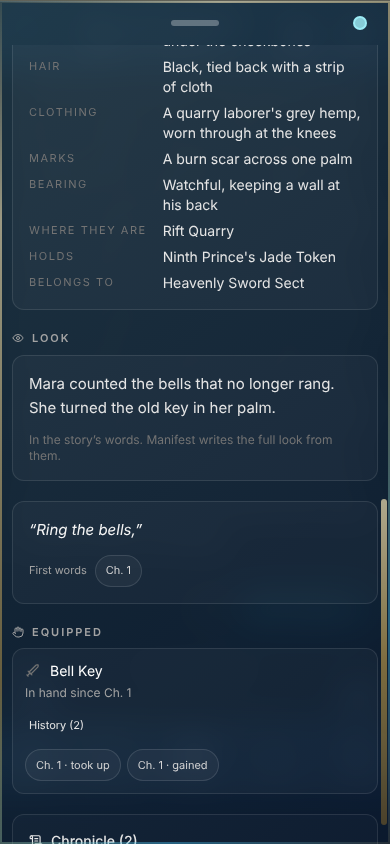 under the cheekbones
HAIR
Black, tied back with a strip
of cloth
CLOTHING
A quarry laborer's grey hemp,
worn through at the knees
MARKS
A burn scar across one palm
BEARING
Watchful, keeping a wall at
his back
WHERE THEY ARE
Rift Quarry
HOLDS
Ninth Prince's Jade Token
BELONGS TO
Heavenly Sword Sect
LOOK
Mara counted the bells that no longer rang.
She turned the old key in her palm.
In the story’s words. Manifest writes the full look from
them.
“Ring the bells,”
First words
Ch. 1
EQUIPPED
Bell Key
In hand since Ch. 1
History (2)
Ch. 1 · took up
Ch. 1 · gained
Chronicle (2)